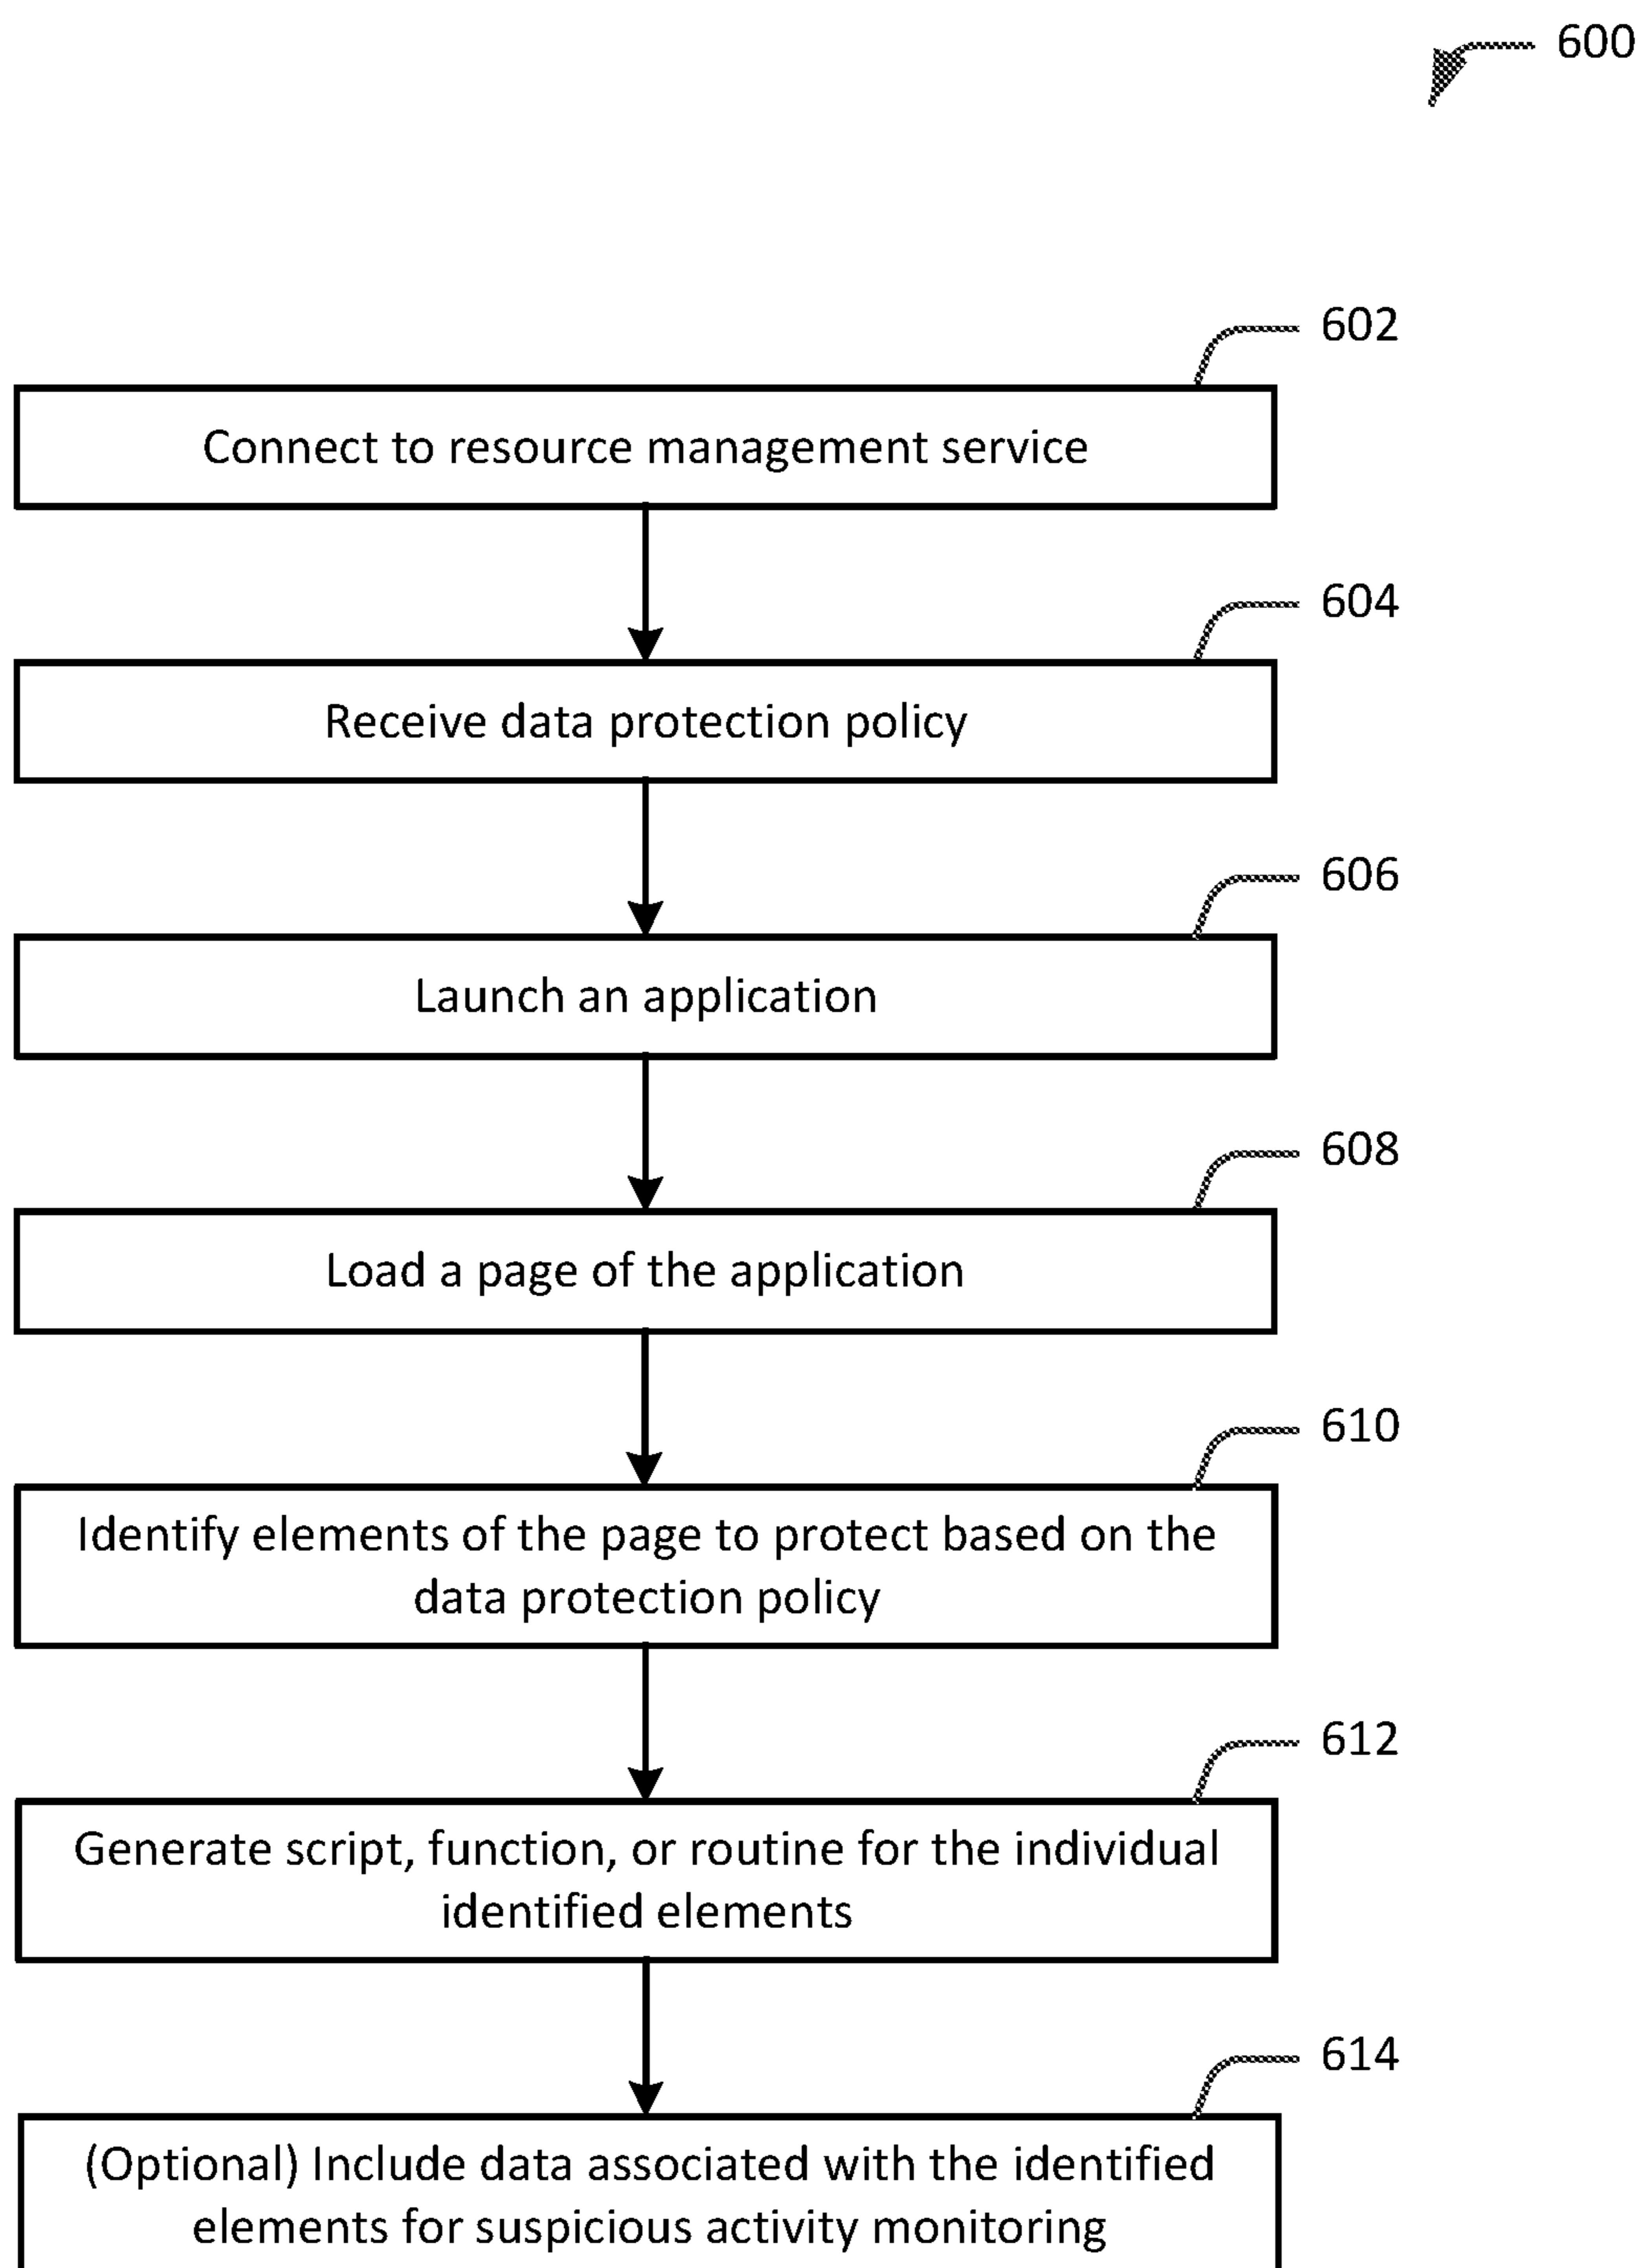 600
602
Connect to resource management service
604
Receive data protection policy
606
Launch an application
608
Load a page of the application
610
Identify elements of the page to protect based on the
data protection policy
612
Generate script, function, or routine for the individual
identified elements
614
(Optional) Include data associated with the identified
elements for suspicious activity monitoring